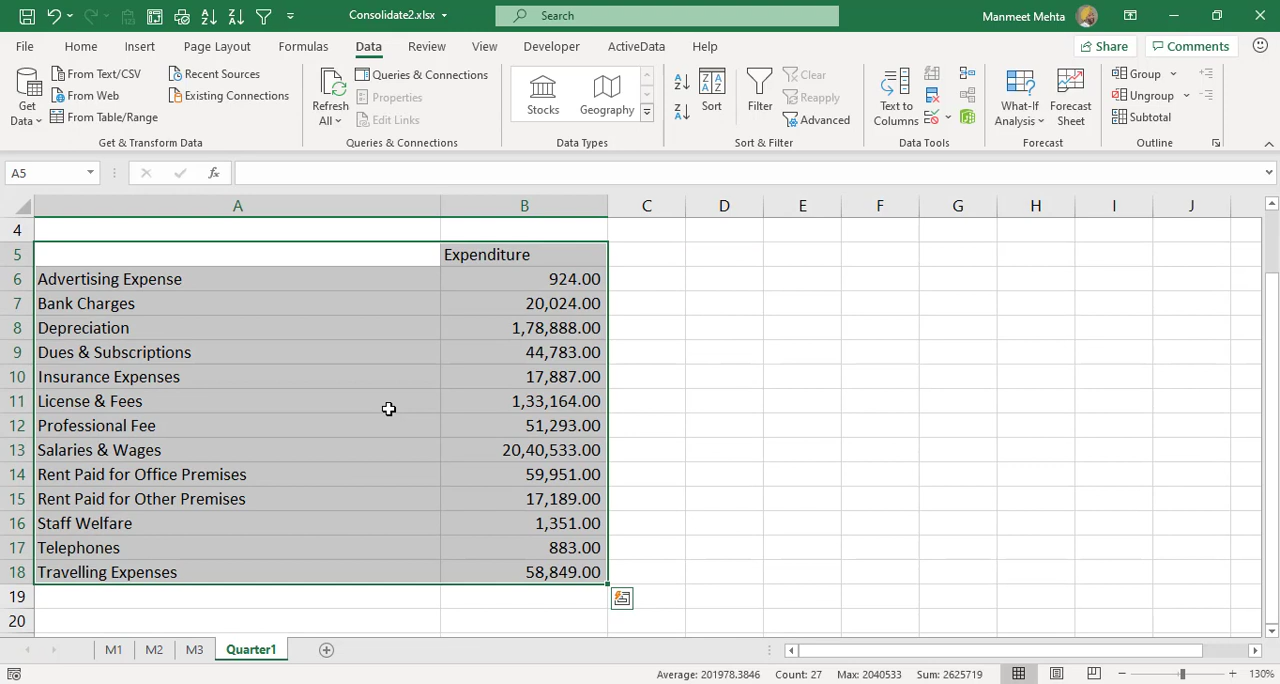 Consolidate2.xlsx
Search
Manmeet Mehta
File Home Insert Page Layout Formulas Data Review View Developer ActiveData Help Share Comments
Get Data
From Text/CSV
From Web
From Table/Range
Recent Sources
Existing Connections
Get & Transform Data
Refresh All
Queries & Connections
Properties
Edit Links
Queries & Connections
Stocks
Geography
Data Types
Sort
Filter
Clear
Reapply
Advanced
Sort & Filter
Text to Columns
Data Tools
What-If Analysis
Forecast Sheet
Forecast
Group
Ungroup
Subtotal
Outline
A5 fx
A B C D E F G H I J
4
5 Expenditure
6 Advertising Expense 924.00
7 Bank Charges 20,024.00
8 Depreciation 1,78,888.00
9 Dues & Subscriptions 44,783.00
10 Insurance Expenses 17,887.00
11 License & Fees 1,33,164.00
12 Professional Fee 51,293.00
13 Salaries & Wages 20,40,533.00
14 Rent Paid for Office Premises 59,951.00
15 Rent Paid for Other Premises 17,189.00
16 Staff Welfare 1,351.00
17 Telephones 883.00
18 Travelling Expenses 58,849.00
19
20
M1 M2 M3 Quarter1
Average: 201978.3846 Count: 27 Max: 2040533 Sum: 2625719 130%